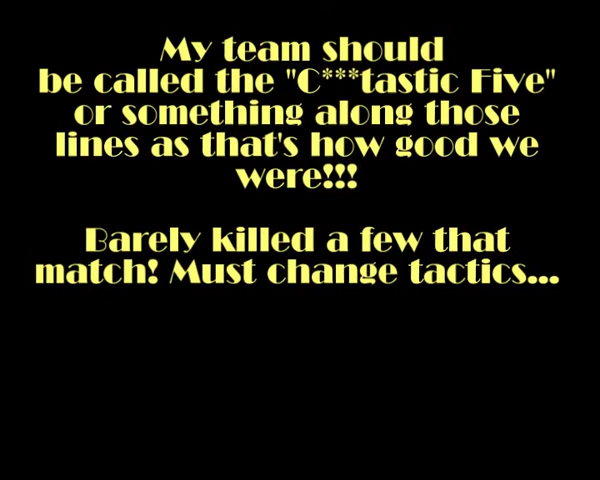 My team should
be called the "C***tastic Five"
or something along those
lines as that's how good we
were!!!
Barely killed a few that
match! Must change tactics...